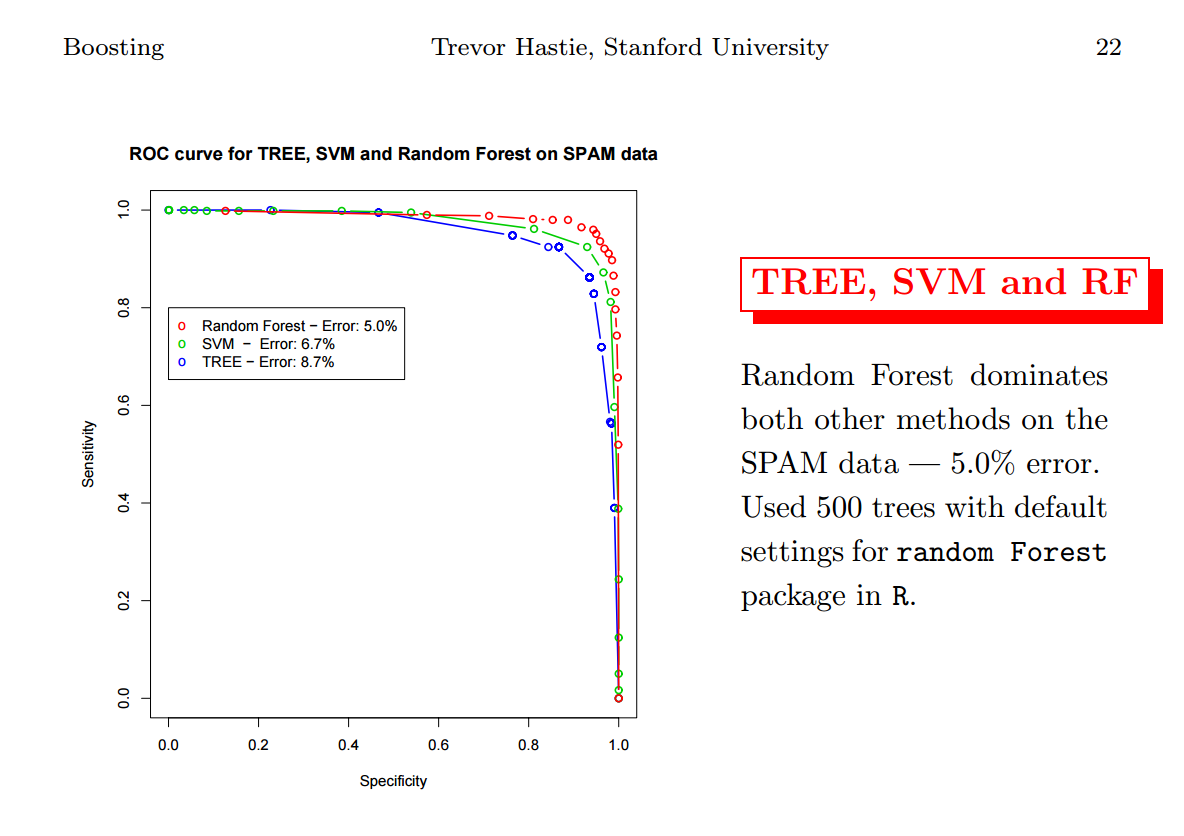 Boosting Trevor Hastie, Stanford University 22
ROC curve for TREE, SVM and Random Forest on SPAM data
Sensitivity
1.0
0.8
0.6
0.4
0.2
0.0
Random Forest − Error: 5.0%
SVM − Error: 6.7%
TREE − Error: 8.7%
0.0 0.2 0.4 0.6 0.8 1.0
Specificity
TREE, SVM and RF
Random Forest dominates
both other methods on the
SPAM data — 5.0% error.
Used 500 trees with default
settings for random Forest
package in R.